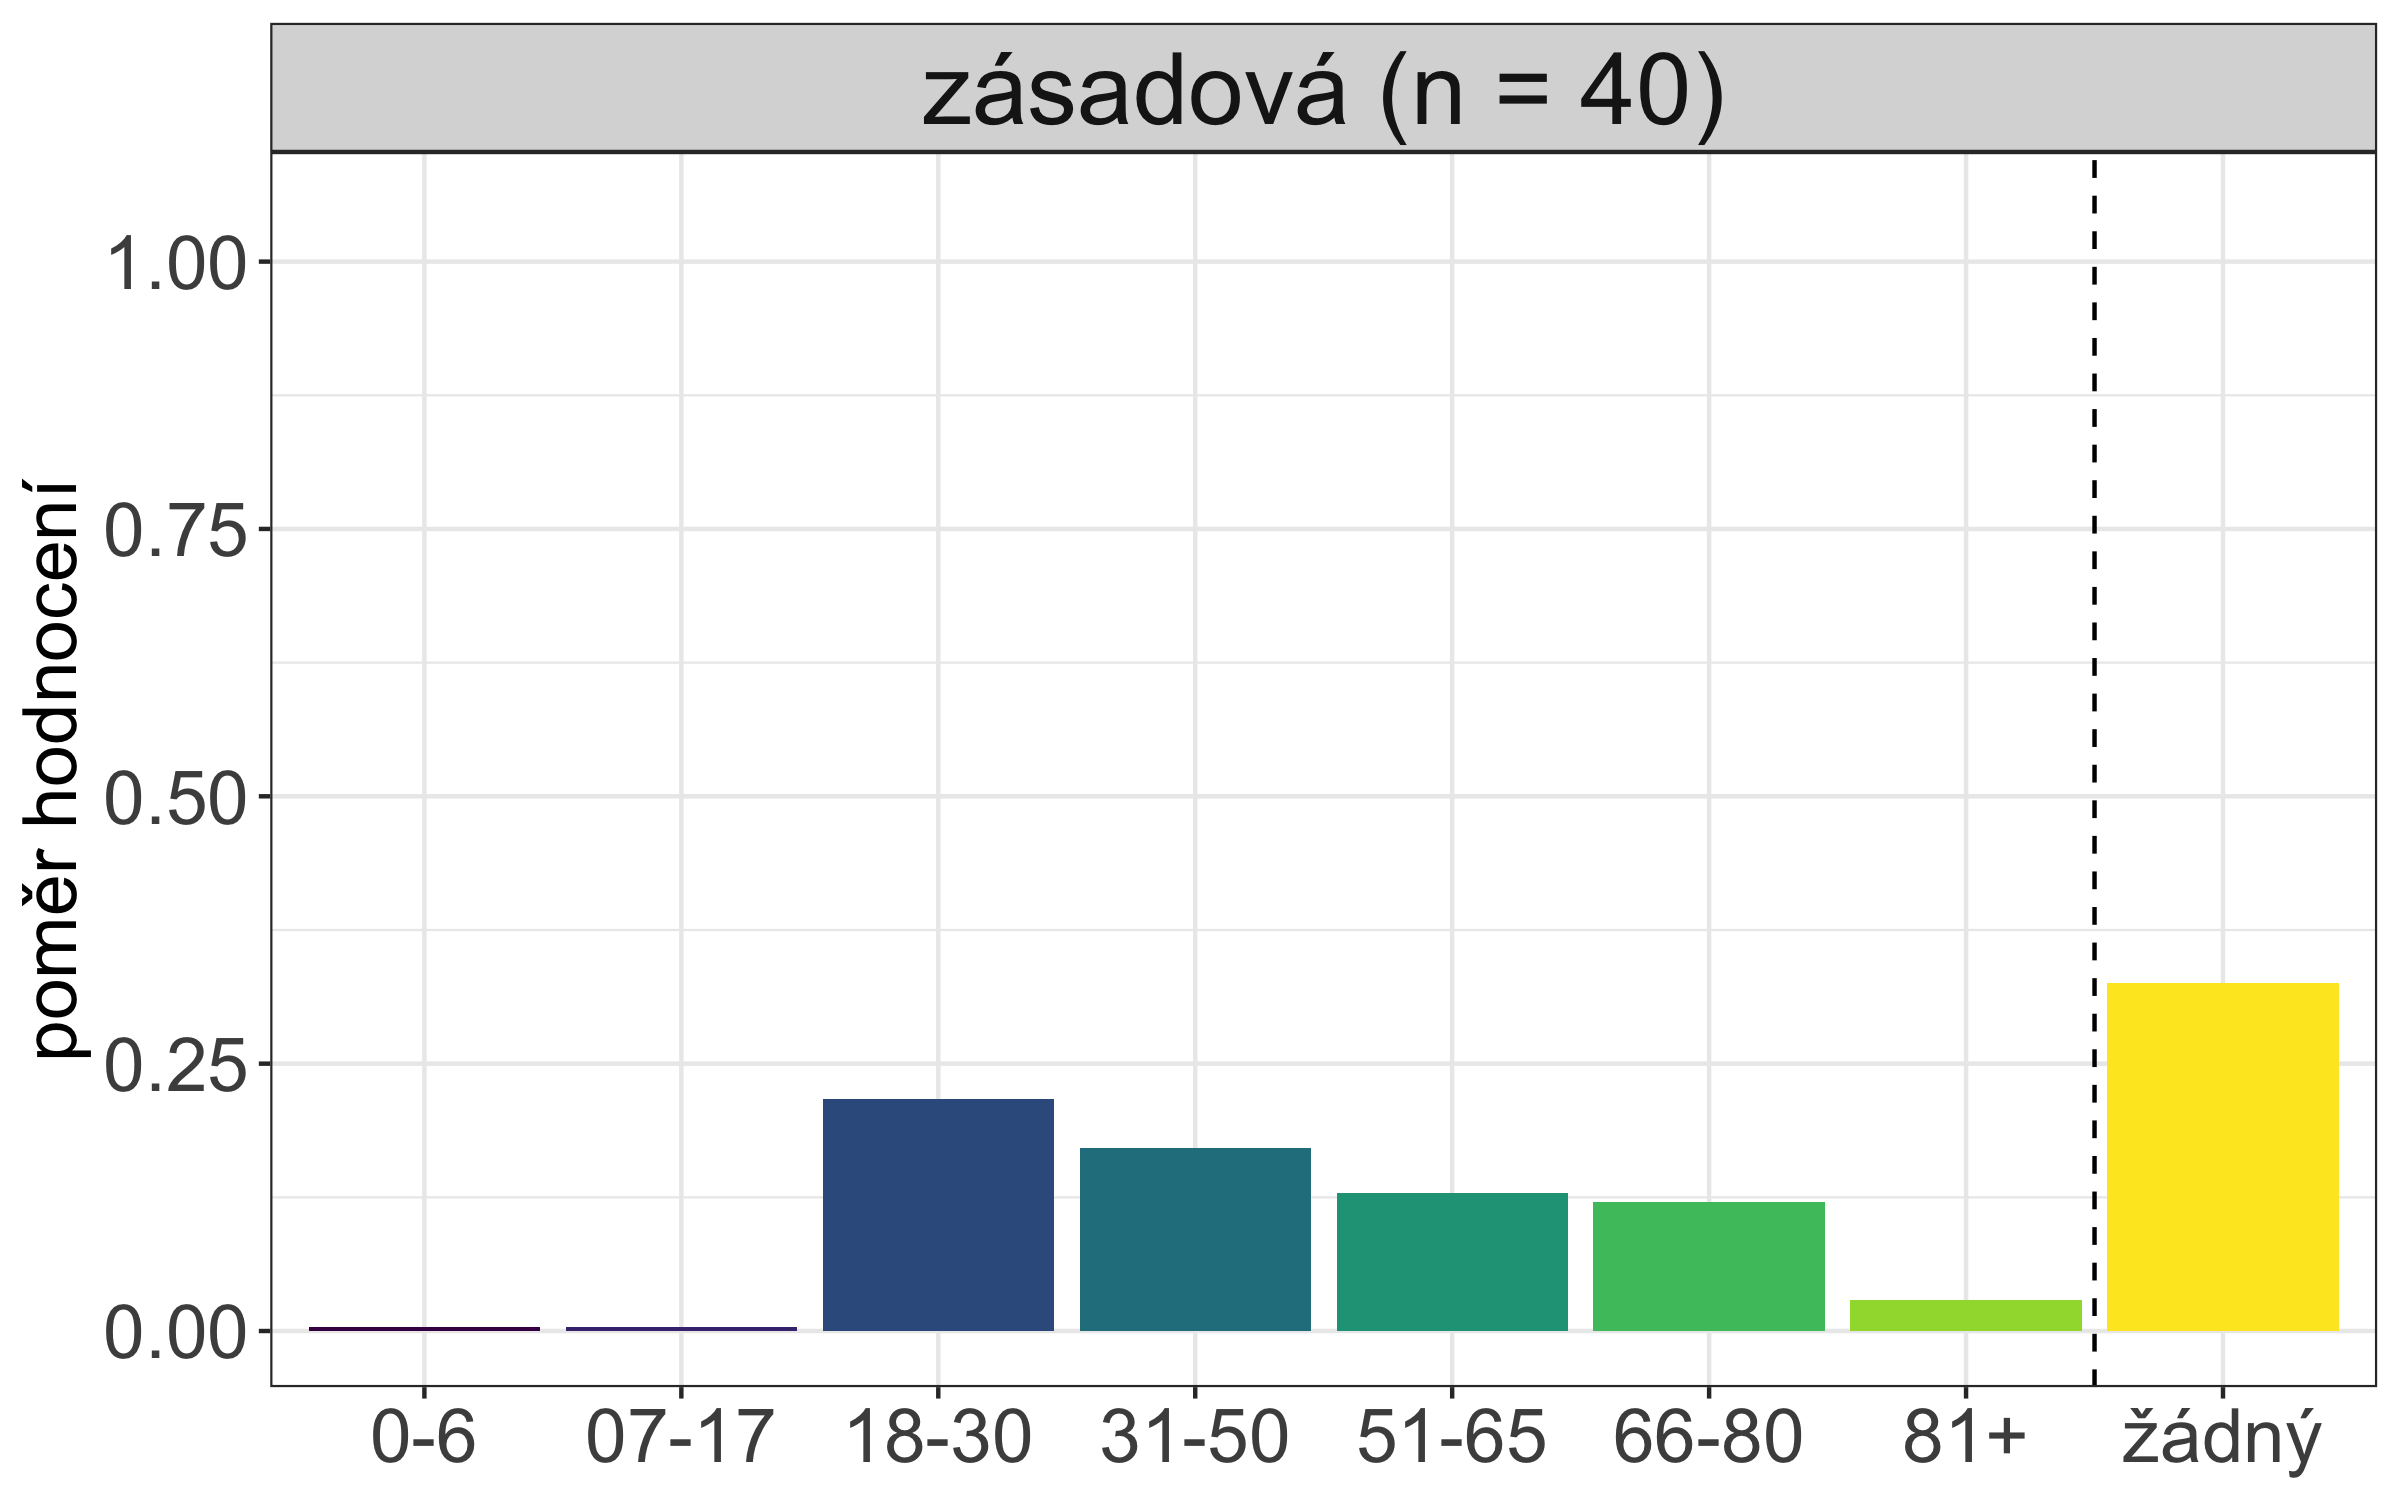 zásadová (n = 40)
poměr hodnocení
1.00
0.75
0.50
0.25
0.00
0-6 07-17 18-30 31-50 51-65 66-80 81+ žádný